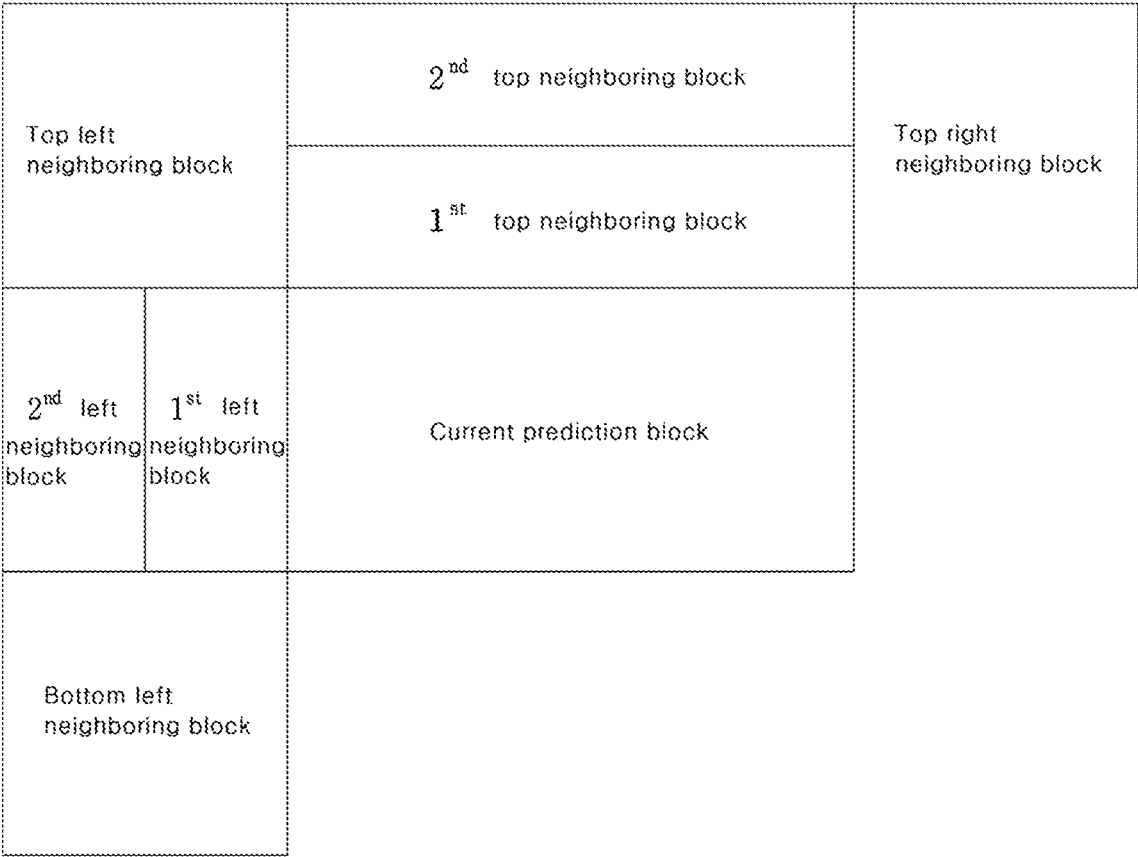 2nd top neighboring block
Top left
neighboring block
Top right
neighboring block
1st top neighboring block
2nd left
neighboring
block
1st left
neighboring
block
Current prediction block
Bottom left
neighboring block